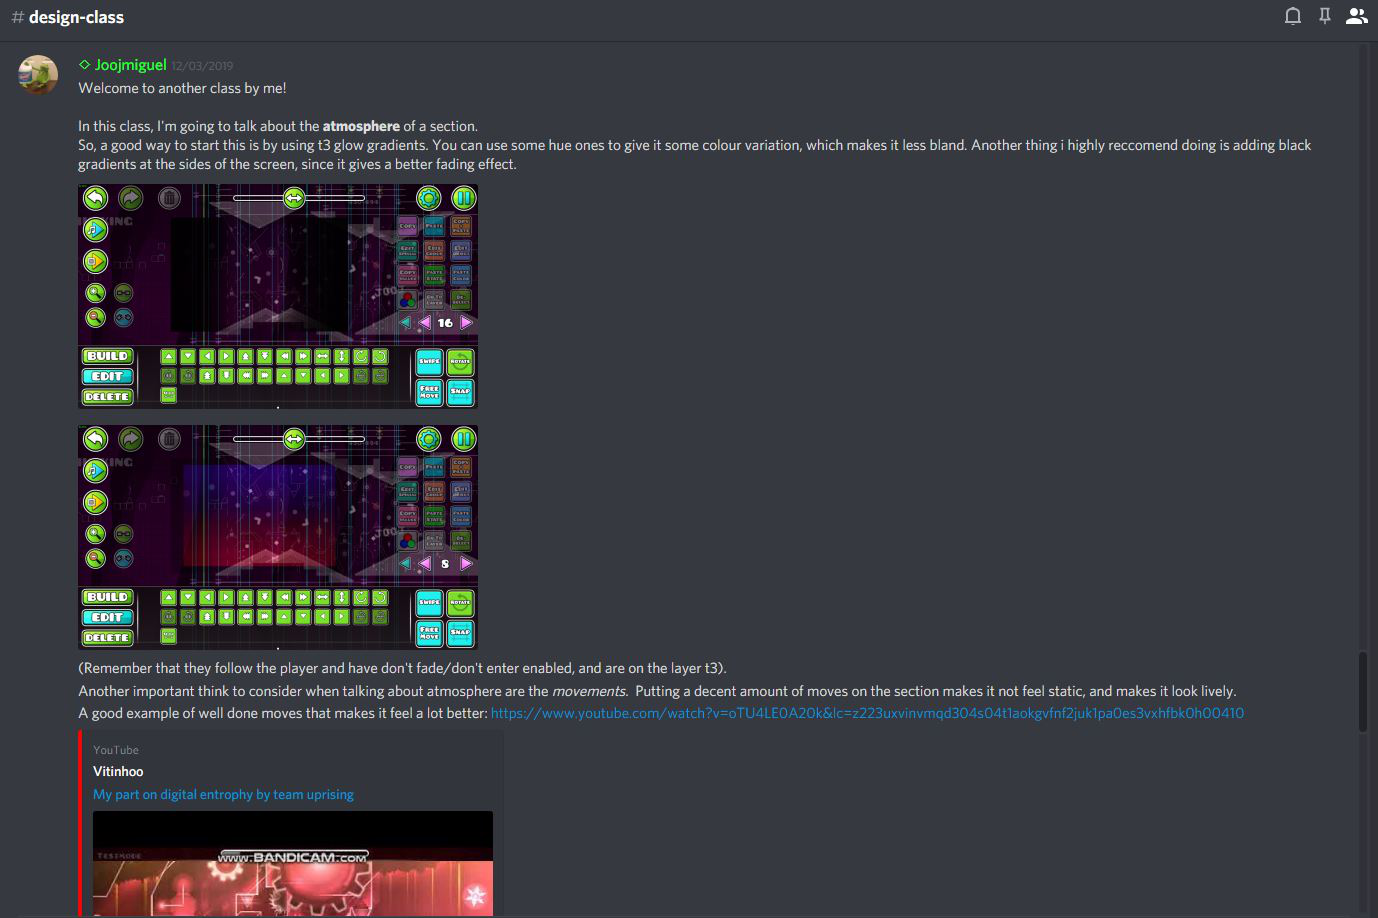 # design-class
Joojmiguel 12/03/2019
Welcome to another class by me!
In this class, I'm going to talk about the atmosphere of a section.
So, a good way to start this is by using t3 glow gradients. You can use some hue ones to give it some colour variation, which makes it less bland. Another thing i highly reccomend doing is adding black
gradients at the sides of the screen, since it gives a better fading effect.
COPY PASTE COPY + PASTE
EDIT SPECIAL EDIT GROUP EDIT OBJECT
COPY VALUES PASTE STATE PASTE COLOR
GO TO LAYER DE-SELECT
16
BUILD
EDIT
DELETE
SWIPE ROTATE
FREE MOVE SNAP
COPY PASTE COPY + PASTE
EDIT SPECIAL EDIT GROUP EDIT OBJECT
COPY VALUES PASTE STATE PASTE COLOR
GO TO LAYER DE-SELECT
8
BUILD
EDIT
DELETE
SWIPE ROTATE
FREE MOVE SNAP
(Remember that they follow the player and have don't fade/don't enter enabled, and are on the layer t3).
Another important think to consider when talking about atmosphere are the movements. Putting a decent amount of moves on the section makes it not feel static, and makes it look lively.
A good example of well done moves that makes it feel a lot better: https://www.youtube.com/watch?v=oTU4LE0A20k&lc=z223uxvinvmqd304s04t1aokgvfnf2juk1pa0es3vxhfbk0h00410
YouTube
Vitinhoo
My part on digital entrophy by team uprising
TESTMODE
www.BANDICAM.com